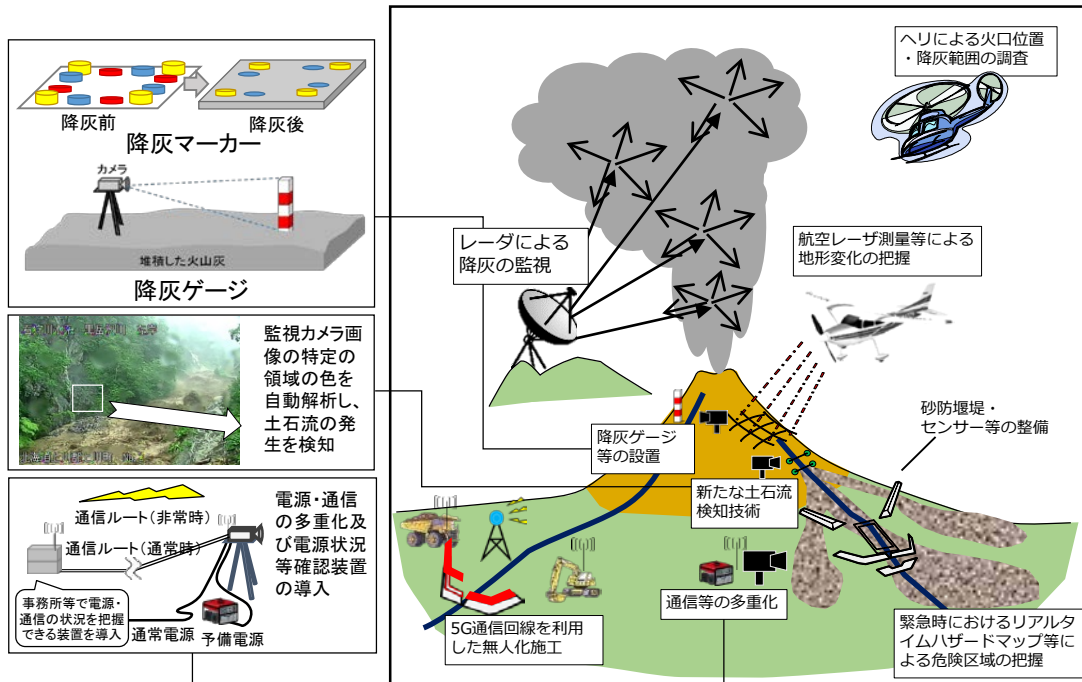 降灰前
降灰後
降灰マーカー
カメラ
堆積した火山灰
降灰ゲージ
監視カメラ画
像の特定の
領域の色を
自動解析し、
土石流の発
生を検知
通信ルート(非常時)
通信ルート(通常時)
電源・通信
の多重化及
び電源状況
等確認装置
の導入
事務所等で電源・
通信の状況を把握
できる装置を導入
通常電源
予備電源
ヘリによる火口位置
・降灰範囲の調査
レーダによる
降灰の監視
航空レーザ測量等による
地形変化の把握
砂防堰堤・
センサー等の整備
降灰ゲージ
等の設置
新たな土石流
検知技術
通信等の多重化
5G通信回線を利用
した無人化施工
緊急時におけるリアルタ
イムハザードマップ等に
よる危険区域の把握